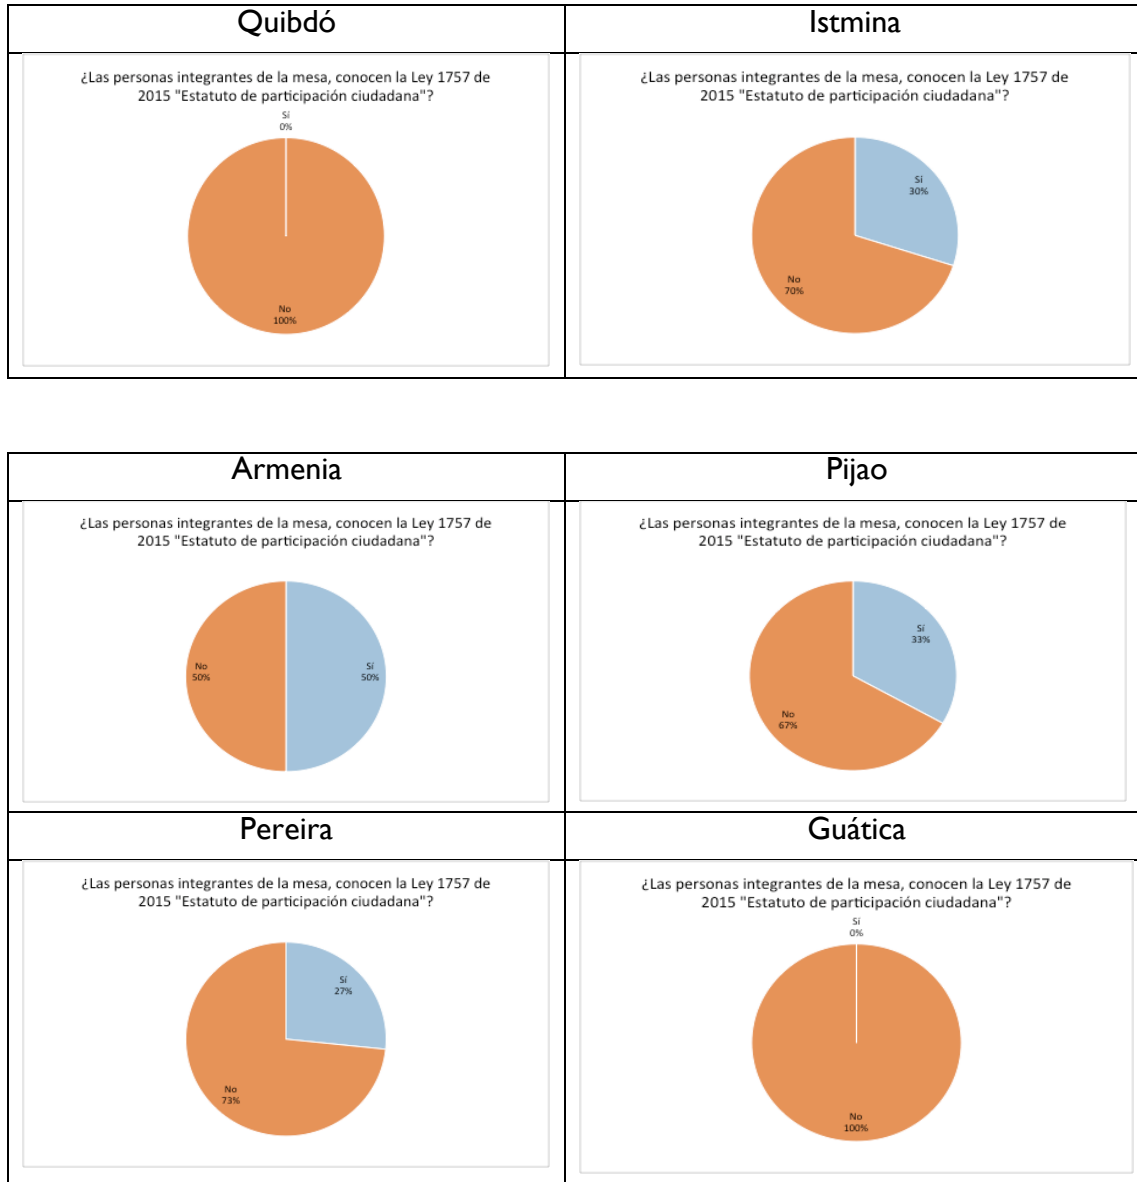 Quibdó
Istmina
¿Las personas integrantes de la mesa, conocen la Ley 1757 de
2015 "Estatuto de participación ciudadana"?
Sí
0%
No
100%
¿Las personas integrantes de la mesa, conocen la Ley 1757 de
2015 "Estatuto de participación ciudadana"?
Sí
30%
No
70%
Armenia
Pijao
¿Las personas integrantes de la mesa, conocen la Ley 1757 de
2015 "Estatuto de participación ciudadana"?
No
50%
Sí
50%
¿Las personas integrantes de la mesa, conocen la Ley 1757 de
2015 "Estatuto de participación ciudadana"?
Sí
33%
No
67%
Pereira
Guática
¿Las personas integrantes de la mesa, conocen la Ley 1757 de
2015 "Estatuto de participación ciudadana"?
Sí
27%
No
73%
¿Las personas integrantes de la mesa, conocen la Ley 1757 de
2015 "Estatuto de participación ciudadana"?
Sí
0%
No
100%